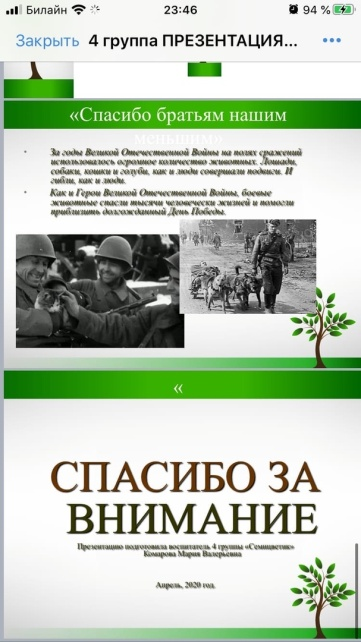 Билайн 23:46 94 %
Закрыть 4 группа ПРЕЗЕНТАЦИЯ...
«Спасибо братьям нашим
меньшим»
• За годы Великой Отечественной Войны на полях сражений
использовалось огромное количество животных. Лошади,
собаки, кошки и голуби, как и люди совершали подвиги. И
гибли, как и люди.
• Как и Герои Великой Отечественной Войны, боевые
животные спасли тысячи человеческих жизней и помогли
приблизить долгожданный День Победы.
«
СПАСИБО ЗА
ВНИМАНИЕ
Презентацию подготовила воспитатель 4 группы «Семицветик»
Комарова Мария Валерьевна
Апрель, 2020 год.